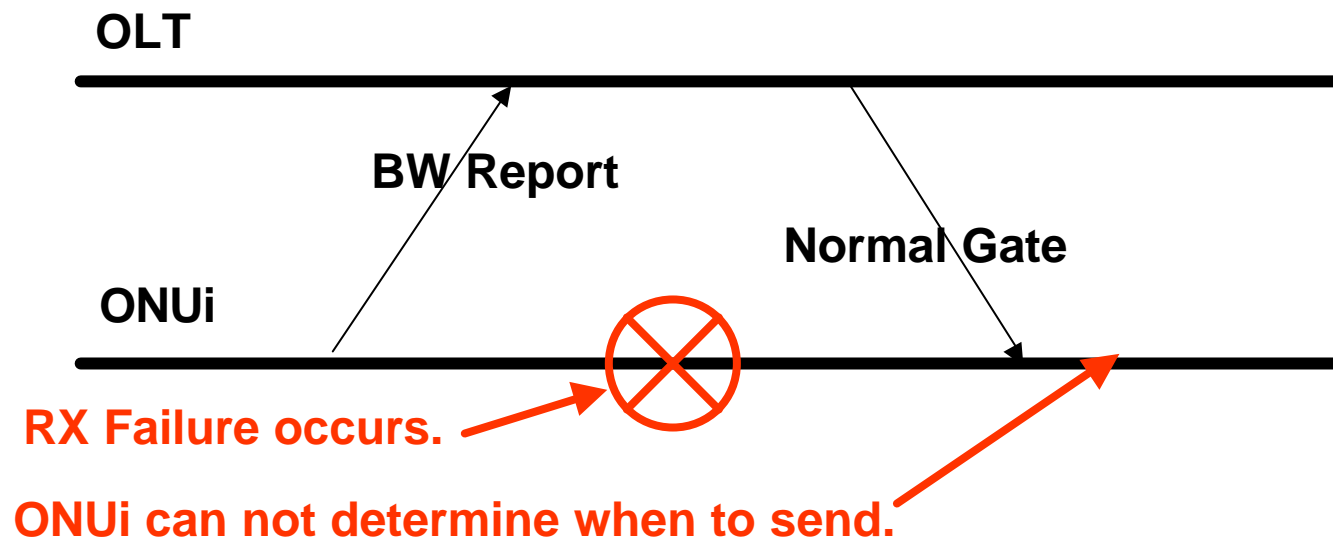 OLT
BW Report
Normal Gate
ONUi
RX Failure occurs.
ONUi can not determine when to send.